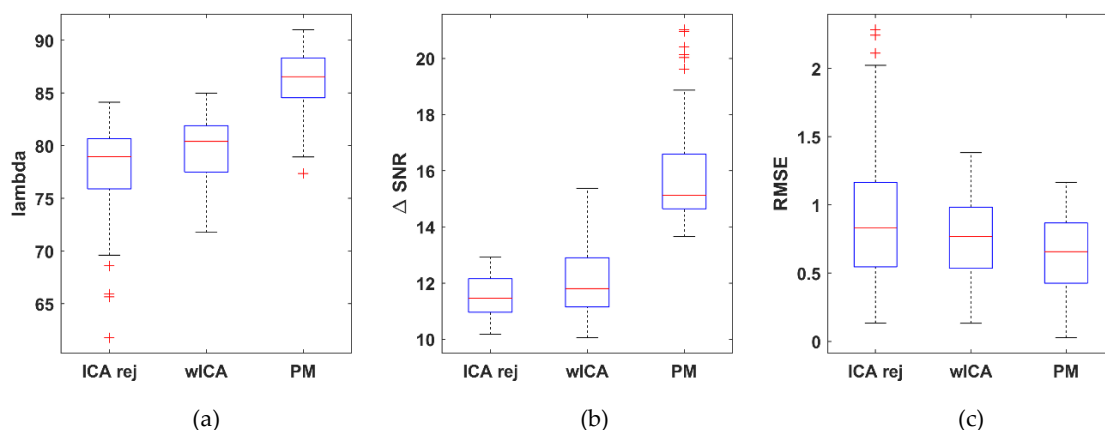 lambda
90
85
80
75
70
65
ICA rej wICA PM
(a)
Δ SNR
20
18
16
14
12
10
ICA rej wICA PM
(b)
RMSE
2
1.5
1
0.5
0
ICA rej wICA PM
(c)